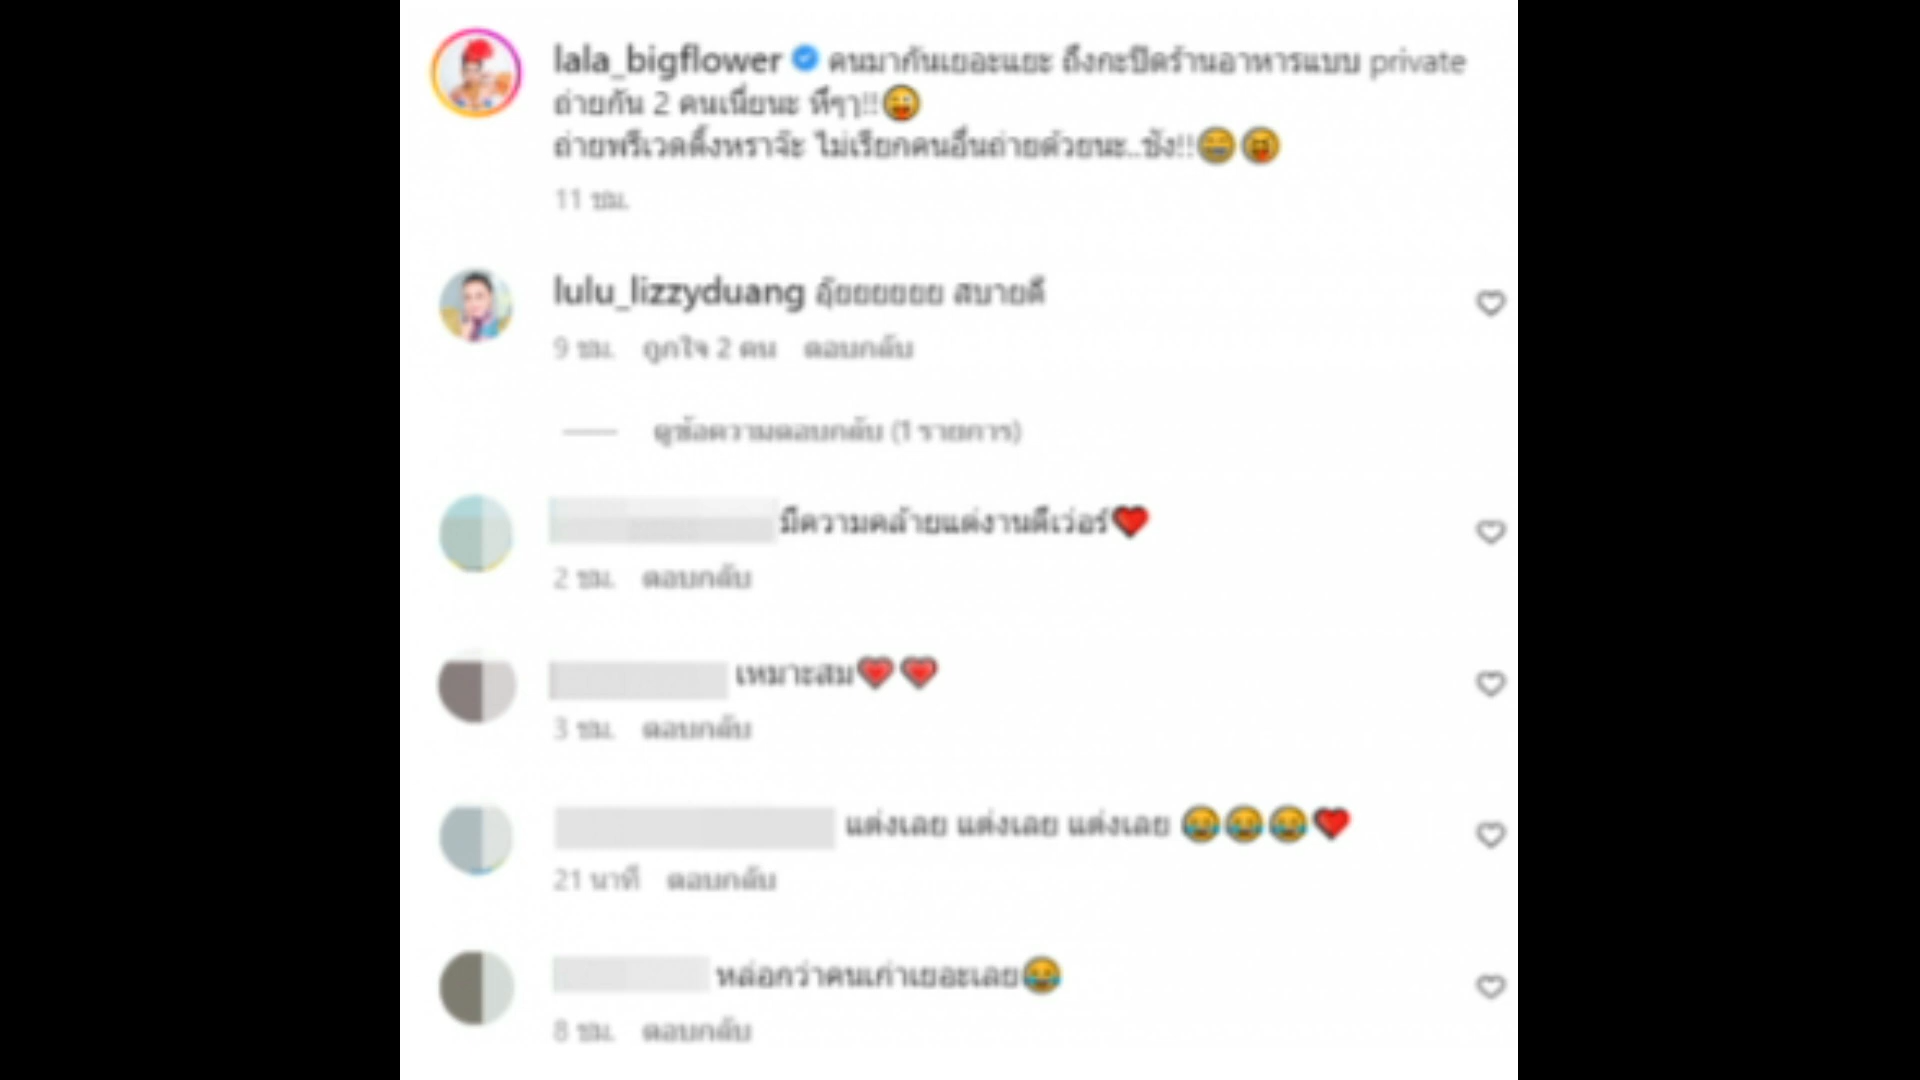 lala_bigflower คนมากันเยอะแยะ ถึงกะปิดร้านอาหารแบบ private
ถ่ายกัน 2 คนเนี่ยนะ หึๆๆ!!😝
ถ่ายพรีเวดดิ้งหราจ๊ะ ไม่เรียกคนอื่นถ่ายด้วยนะ..ชัง!!😂😝
11 ชม.
lulu_lizzyduang อุ๊ยยยยยย สบายดี
9 ชม. ถูกใจ 2 คน ตอบกลับ
ดูข้อความตอบกลับ (1 รายการ)
มีความคล้ายแต่งงานดีเว่อร์❤️
2 ชม. ตอบกลับ
เหมาะสม❤️❤️
3 ชม. ตอบกลับ
แต่งเลย แต่งเลย แต่งเลย 😂😂😂❤️
21 นาที ตอบกลับ
หล่อกว่าคนเก่าเยอะเลย😂
8 ชม. ตอบกลับ